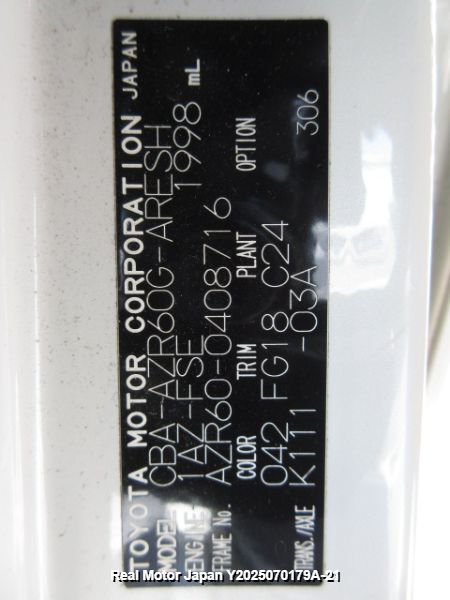 TOYOTA MOTOR CORPORATION JAPAN
MODEL CBA-AZR60G-ARESH
ENGINE 1AZ-FSE 1998 mL
FRAME No. AZR60-0408716
COLOR TRIM PLANT OPTION
042 FG18 C24
TRANS./AXLE K111 -03A 306
Real Motor Japan Y2025070179A-21